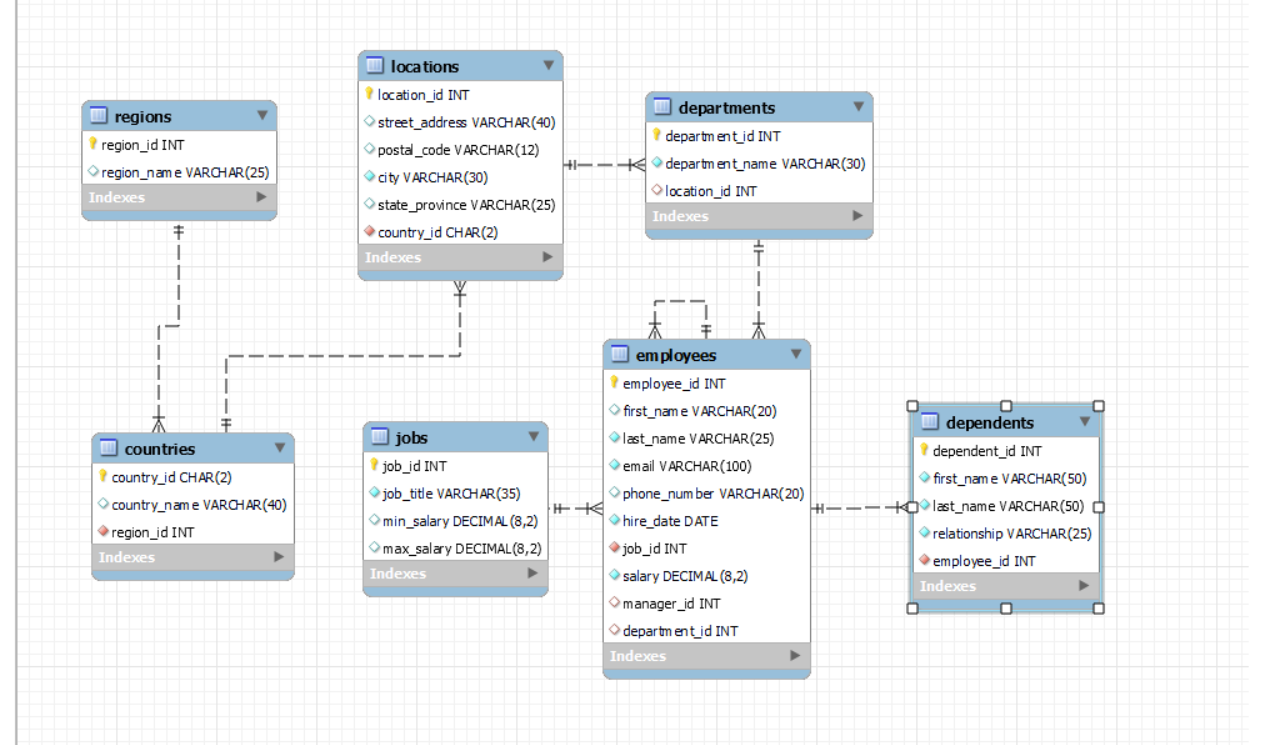 regions
region_id INT
region_name VARCHAR(25)
Indexes
locations
location_id INT
street_address VARCHAR(40)
postal_code VARCHAR(12)
city VARCHAR(30)
state_province VARCHAR(25)
country_id CHAR(2)
Indexes
departments
department_id INT
department_name VARCHAR(30)
location_id INT
Indexes
countries
country_id CHAR(2)
country_name VARCHAR(40)
region_id INT
Indexes
jobs
job_id INT
job_title VARCHAR(35)
min_salary DECIMAL(8,2)
max_salary DECIMAL(8,2)
Indexes
employees
employee_id INT
first_name VARCHAR(20)
last_name VARCHAR(25)
email VARCHAR(100)
phone_number VARCHAR(20)
hire_date DATE
job_id INT
salary DECIMAL(8,2)
manager_id INT
department_id INT
Indexes
dependents
dependent_id INT
first_name VARCHAR(50)
last_name VARCHAR(50)
relationship VARCHAR(25)
employee_id INT
Indexes